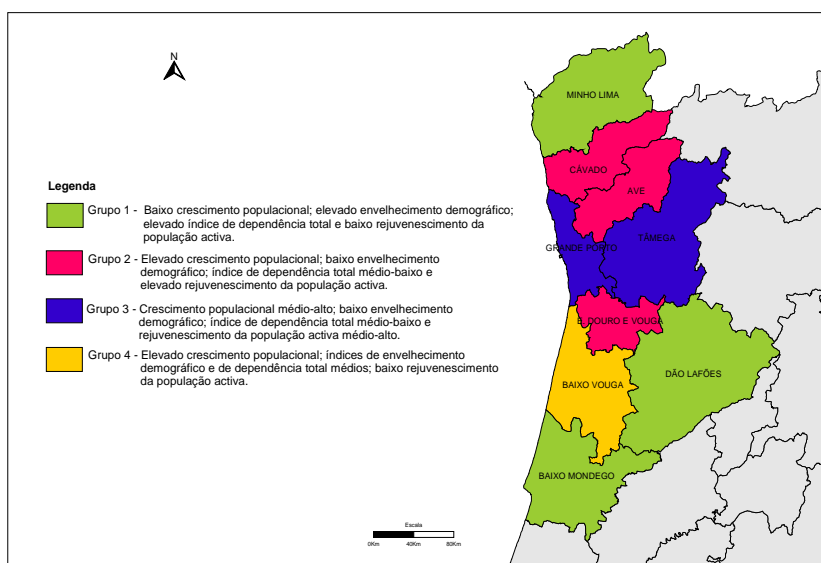 N
MINHO LIMA
CÁVADO
AVE
TÂMEGA
GRANDE PORTO
E. DOURO E VOUGA
DÃO LAFÕES
BAIXO VOUGA
BAIXO MONDEGO
Legenda
Grupo 1 - Baixo crescimento populacional; elevado envelhecimento demográfico;
elevado índice de dependência total e baixo rejuvenescimento da
população activa.
Grupo 2 - Elevado crescimento populacional; baixo envelhecimento
demográfico; índice de dependência total médio-baixo e
elevado rejuvenescimento da população activa.
Grupo 3 - Crescimento populacional médio-alto; baixo envelhecimento
demográfico; índice de dependência total médio-baixo e
rejuvenescimento da população activa médio-alto.
Grupo 4 - Elevado crescimento populacional; índices de envelhecimento
demográfico e de dependência total médios; baixo rejuvenescimento
da população activa.
Escala
0Km 40Km 80Km